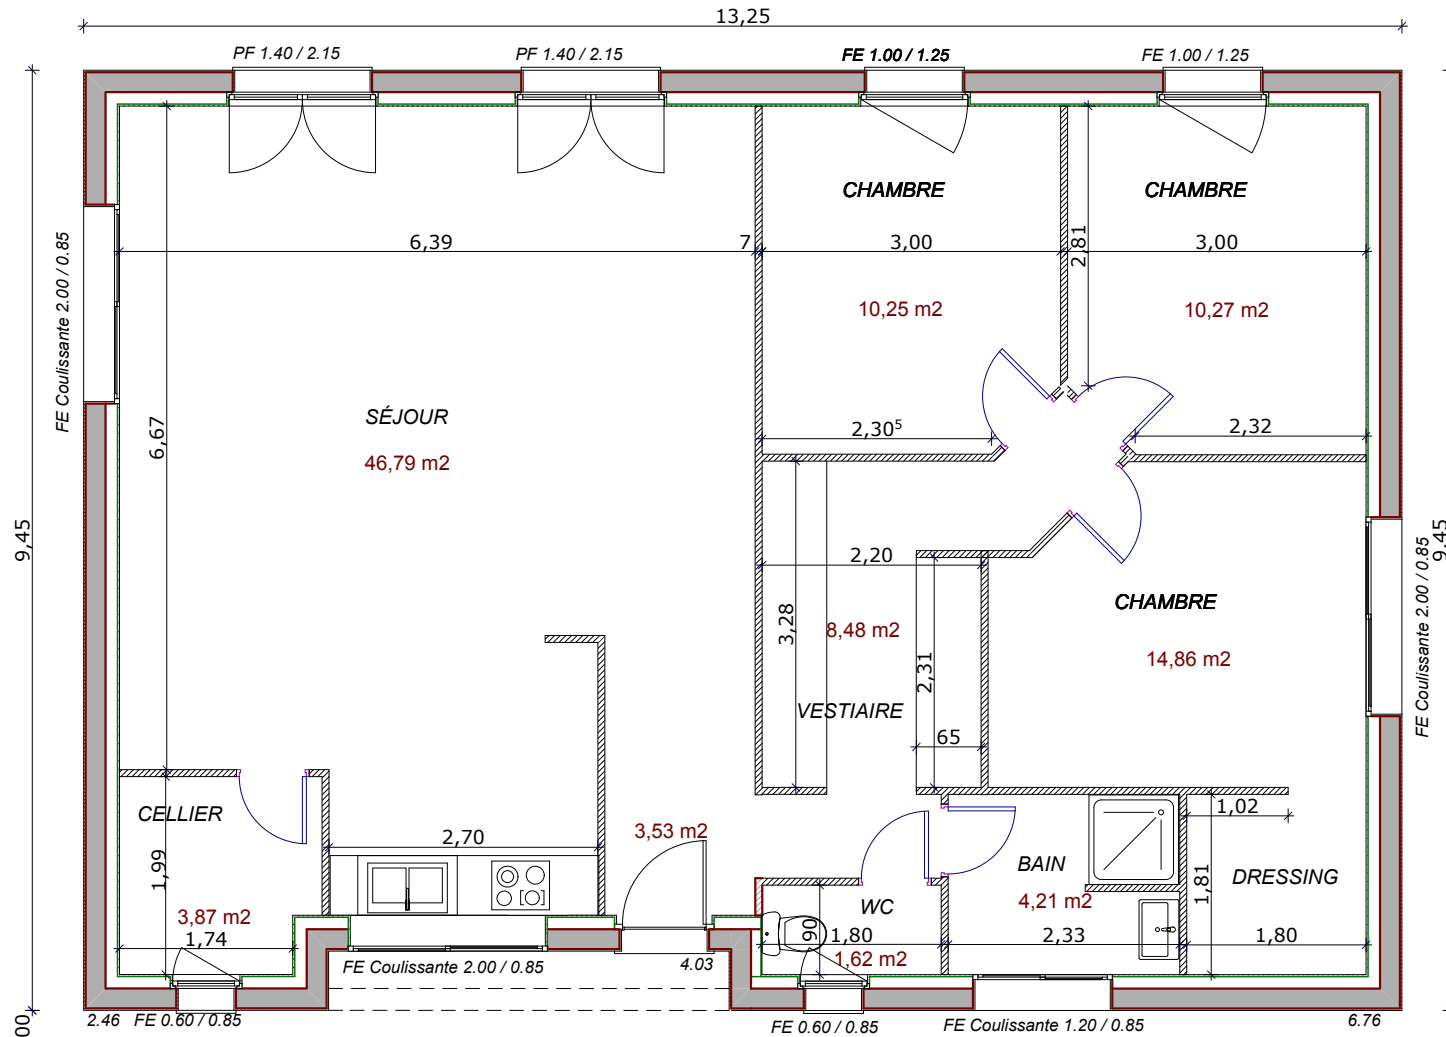 13,25
PF 1.40 / 2.15
PF 1.40 / 2.15
FE 1.00 / 1.25
FE 1.00 / 1.25
CHAMBRE
CHAMBRE
6,39
7
3,00
2,81
3,00
FE Coulissante 2.00 / 0.85
10,25 m2
10,27 m2
SÉJOUR
6,67
2,30⁵
2,32
46,79 m2
9,45
9,45
2,20
FE Coulissante 2.00 / 0.85
CHAMBRE
3,28
8,48 m2
14,86 m2
2,31
VESTIAIRE
65
CELLIER
1,02
3,53 m2
2,70
1,99
BAIN
1,81
DRESSING
4,21 m2
WC
3,87 m2
1,74
90
1,80
2,33
1,80
1,62 m2
FE Coulissante 2.00 / 0.85
4.03
00
2.46
FE 0.60 / 0.85
FE 0.60 / 0.85
FE Coulissante 1.20 / 0.85
6.76